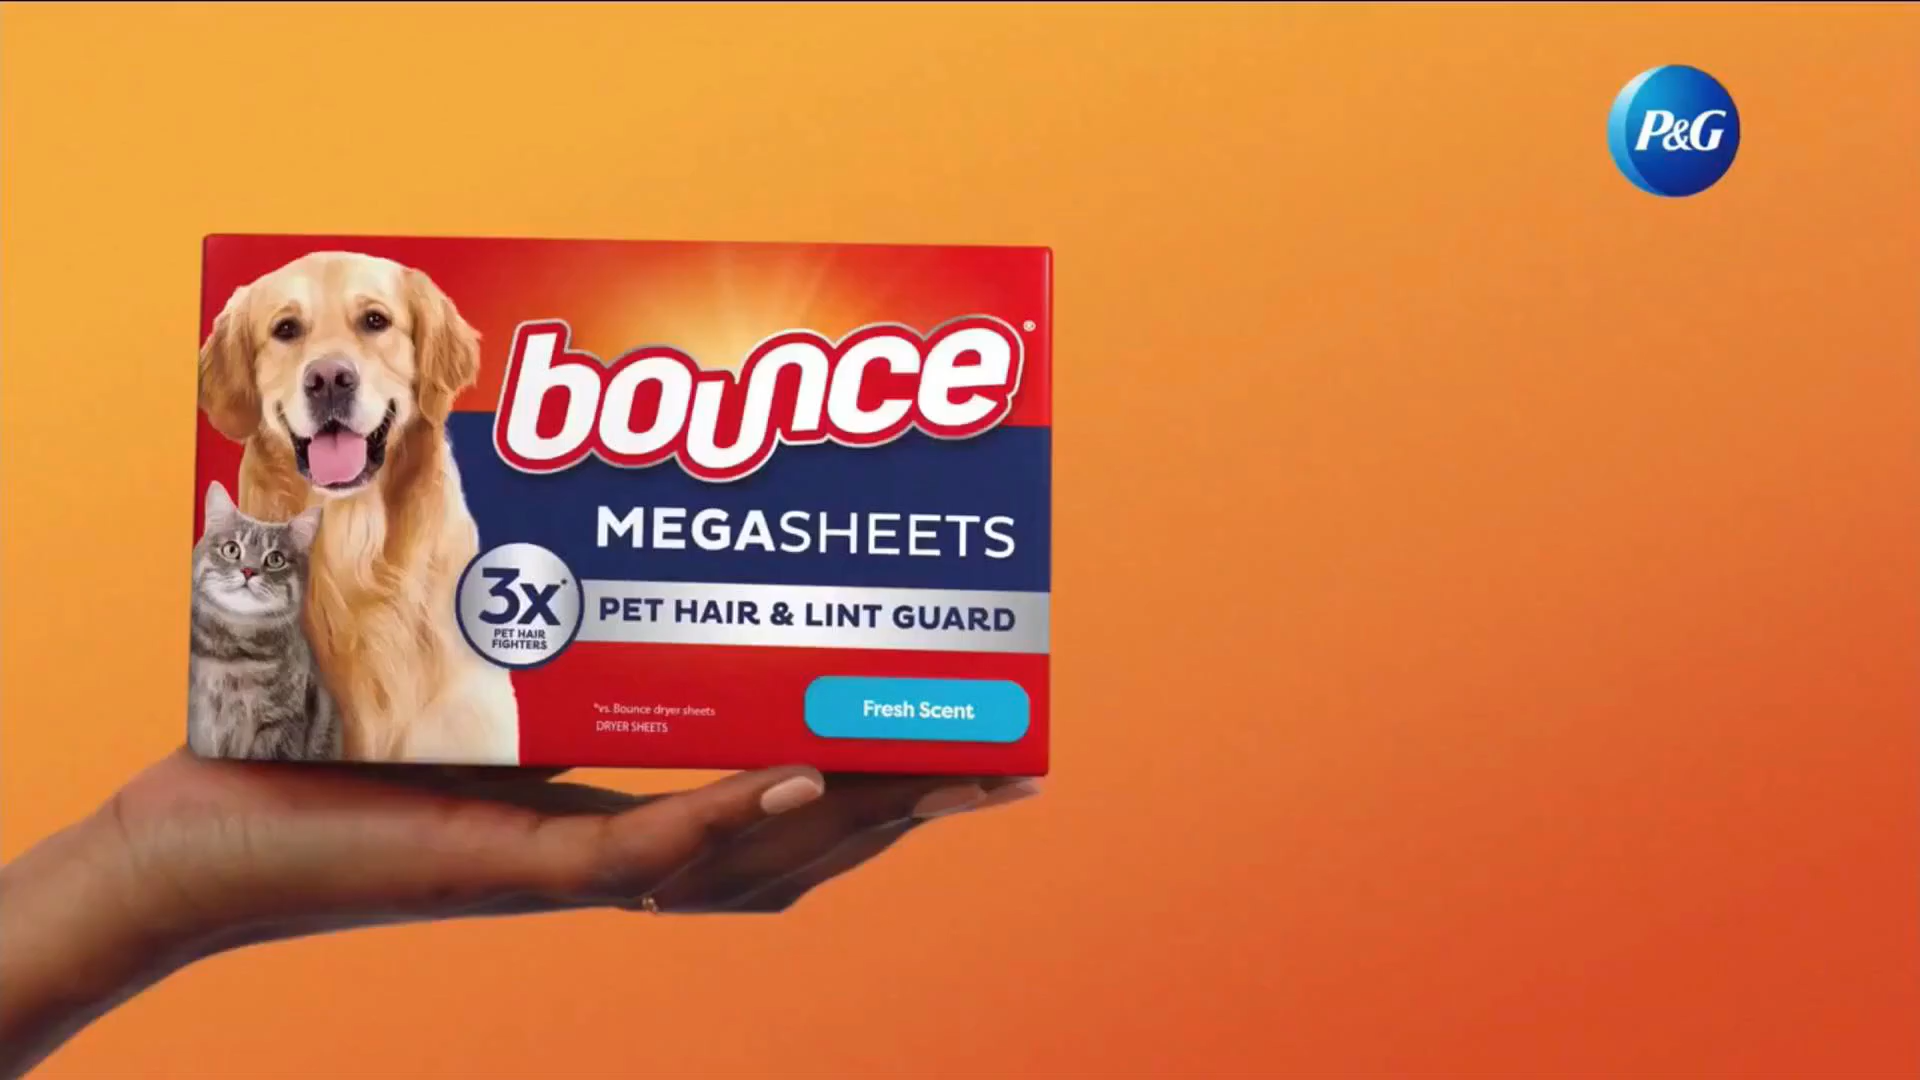 P&G
bounce®
MEGASHEETS
3x*
PET HAIR
FIGHTERS
PET HAIR & LINT GUARD
*vs. Bounce dryer sheets
DRYER SHEETS
Fresh Scent